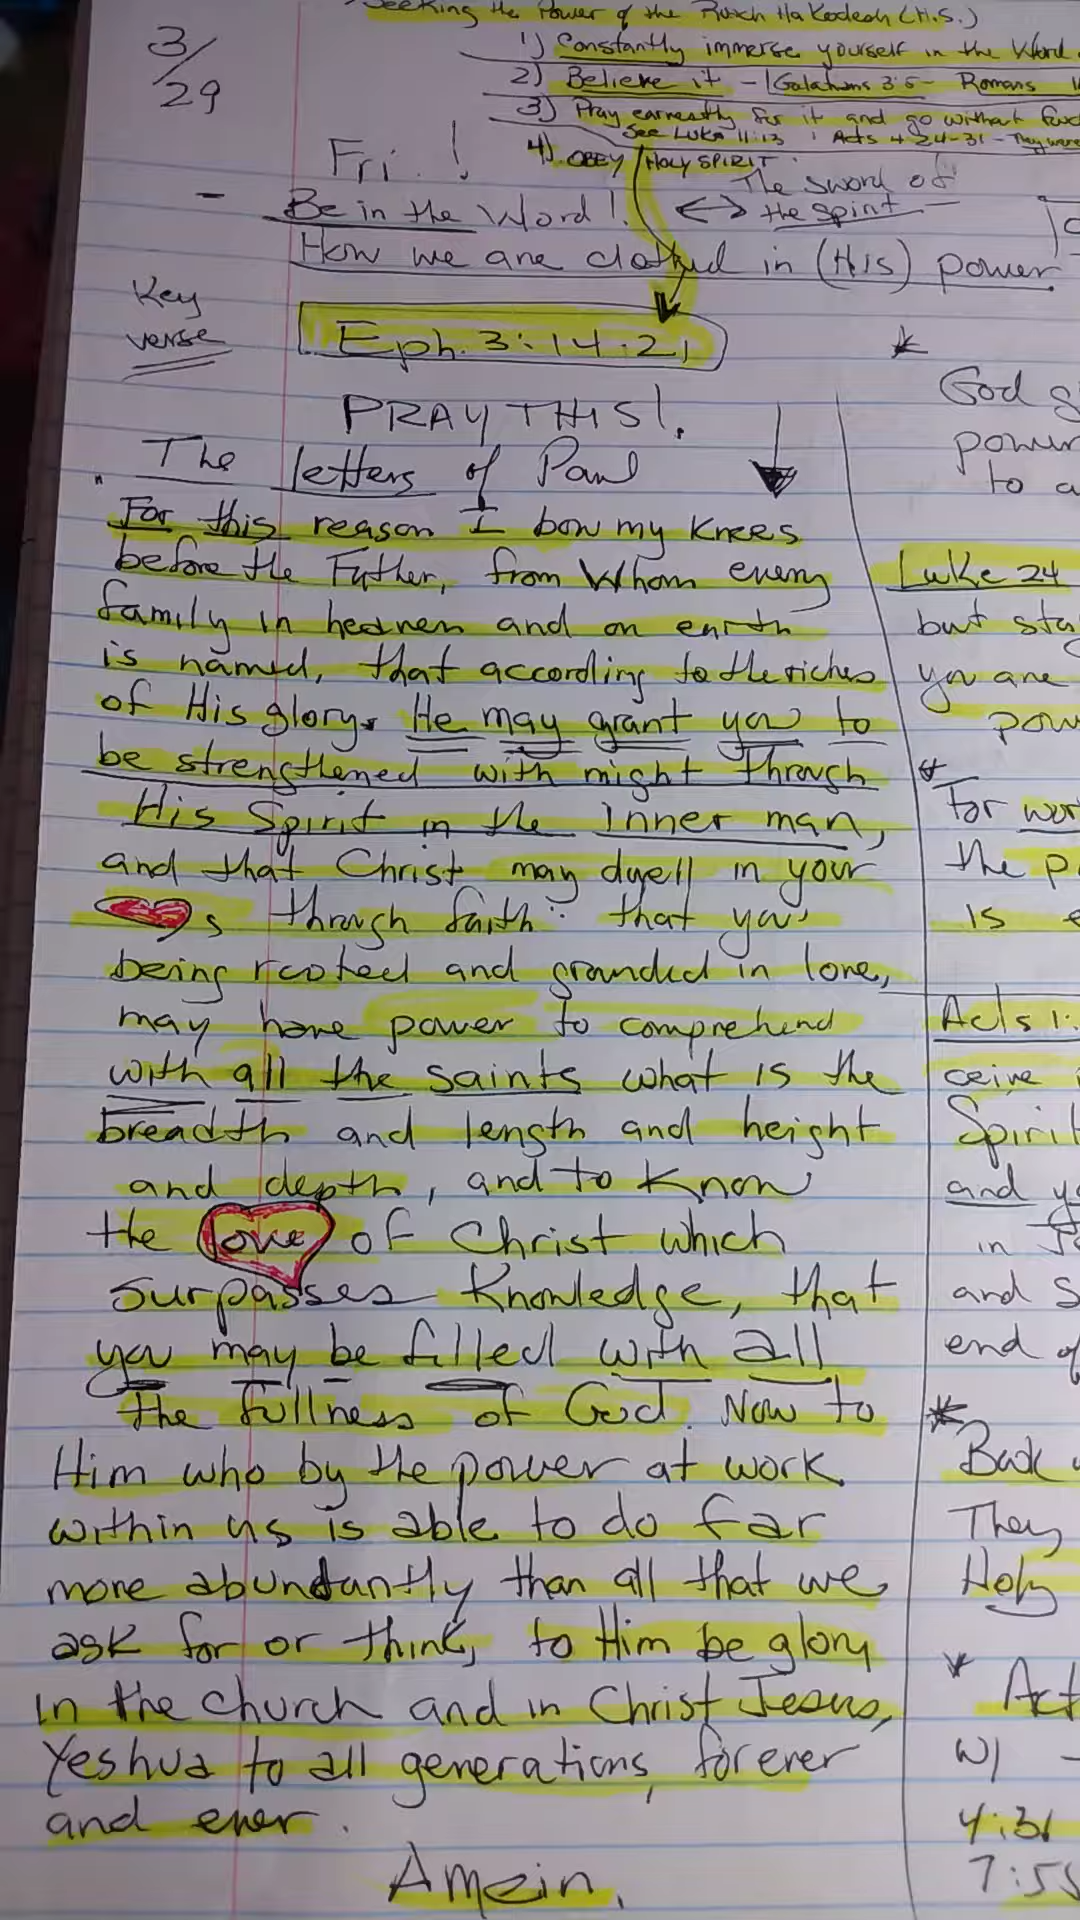 Seeking the Power of the Ruach Ha Kodesh (H.S.)
1) Constantly immerse yourself in the Word
2) Believe it - Galatians 3:5 - Romans
3) Pray earnestly for it and go without
See Luke 11:13 Acts 4:24-31 - They were
4) OBEY HOLY SPIRIT
3/29
Fri!
- Be in the Word! ↔ The sword of
the spirit -
How we are clothed in (His) power
Key
verse
Eph. 3:14-21
PRAY THIS!
The letters of Paul
"For this reason I bow my knees
before the Father, from Whom every
family in heaven and on earth
is named, that according to the riches
of His glory. He may grant you to
be strengthened with might through
His Spirit in the Inner man,
and that Christ may dwell in your
❤s through faith: that you
being rooted and grounded in love,
may have power to comprehend
with all the saints what is the
breadth and length and height
and depth, and to know
the love of Christ which
surpasses Knowledge, that
you may be filled with all
the fullness of God. Now to
Him who by the power at work
within us is able to do far
more abundantly than all that we
ask for or think, to Him be glory
in the church and in Christ Jesus,
Yeshua to all generations, forever
and ever.
Amein.
*
God
power
to a
Luke 24
but
you are
*
For
the
is
Acts 1:
ceive
Spirit
and
in
and
end
*
Book
They
Holy
*
w/ -
4:31